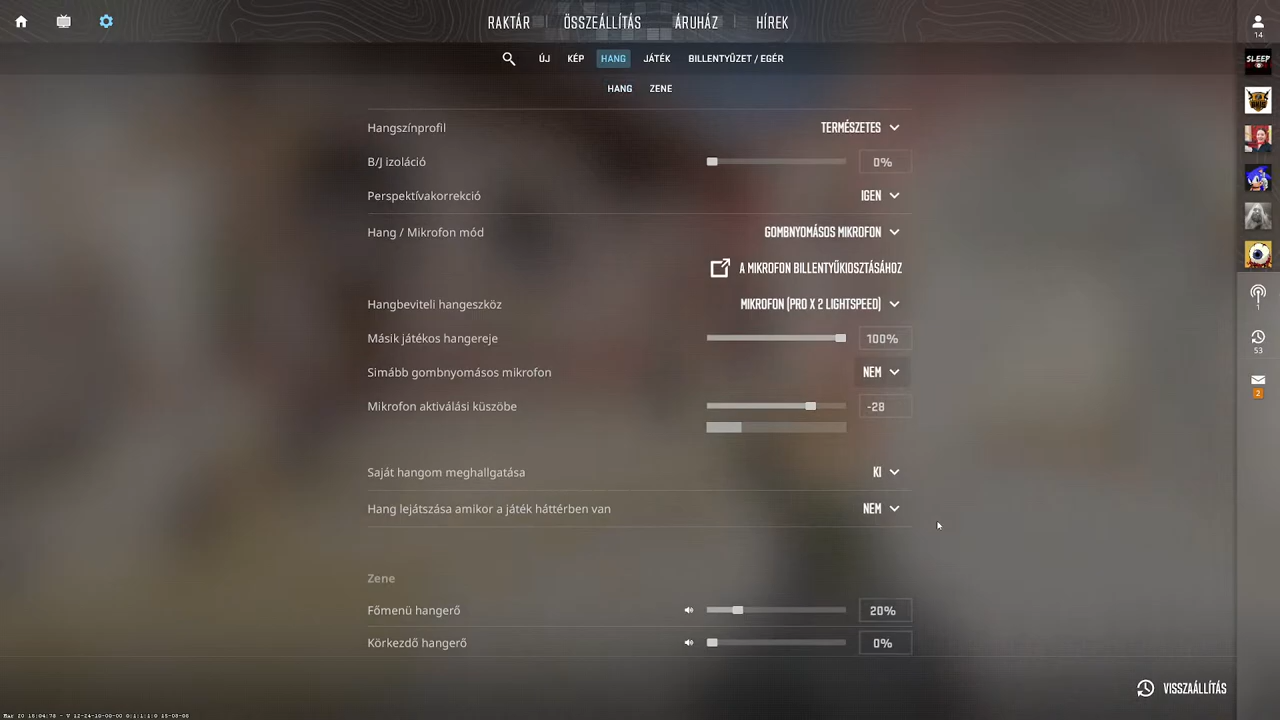 RAKTÁR
ÖSSZEÁLLÍTÁS
ÁRUHÁZ
HÍREK
14
ÚJ
KÉP
HANG
JÁTÉK
BILLENTYŰZET / EGÉR
HANG
ZENE
SLEEP
Hangszínprofil
TERMÉSZETES
B/J izoláció
0%
Perspektívakorrekció
IGEN
Hang / Mikrofon mód
GOMBNYOMÁSOS MIKROFON
A MIKROFON BILLENTYŰKIOSZTÁSÁHOZ
Hangbeviteli hangeszköz
MIKROFON (PRO X 2 LIGHTSPEED)
1
Másik játékos hangereje
100%
53
Simább gombnyomásos mikrofon
NEM
2
Mikrofon aktiválási küszöbe
-28
Saját hangom meghallgatása
KI
Hang lejátszása amikor a játék háttérben van
NEM
Zene
Főmenü hangerő
20%
Körkezdő hangerő
0%
VISSZAÁLLÍTÁS